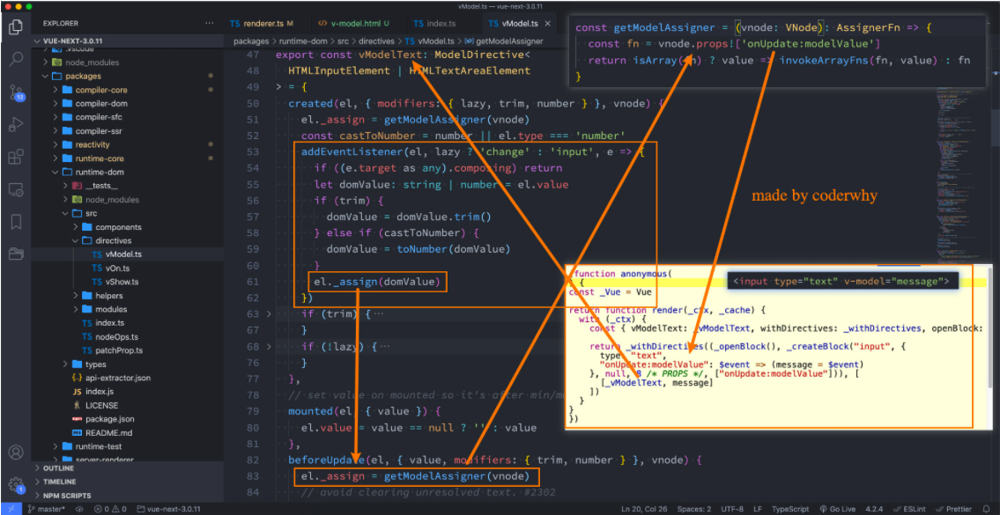 vModel.ts — vue-next-3.0.11
EXPLORER
···
TS renderer.ts M
<> v-model.html U
TS index.ts
TS vModel.ts ×
VUE-NEXT-3.0.11
packages > runtime-dom > src > directives > TS vModel.ts > getModelAssigner
.vscode
node_modules
packages
compiler-core
compiler-dom
compiler-sfc
compiler-ssr
reactivity
runtime-core
runtime-dom
__tests__
node_modules
src
components
directives
TS vModel.ts
TS vOn.ts
TS vShow.ts
helpers
modules
TS index.ts
TS nodeOps.ts
TS patchProp.ts
types
{..} api-extractor.json
JS index.js
LICENSE
package.json
README.md
runtime-test
server-renderer
OUTLINE
TIMELINE
NPM SCRIPTS
12
1
47 export const vModelText: ModelDirective<
HTMLInputElement | HTMLTextAreaElement
49 > = {
50 created(el, { modifiers: { lazy, trim, number } }, vnode) {
51 el._assign = getModelAssigner(vnode)
52 const castToNumber = number || el.type === 'number'
53 addEventListener(el, lazy ? 'change' : 'input', e => {
54 if ((e.target as any).composing) return
55 let domValue: string | number = el.value
56 if (trim) {
57 domValue = domValue.trim()
58 } else if (castToNumber) {
59 domValue = toNumber(domValue)
60 }
61 el._assign(domValue)
62 })
63 > if (trim) { ···
67 }
68 > if (!lazy) { ···
76 }
77 },
78 // set value on mounted so it's after min/m
79 mounted(el, { value }) {
80 el.value = value == null ? '' : value
81 },
82 beforeUpdate(el, { value, modifiers: { trim, number } }, vnode) {
83 el._assign = getModelAssigner(vnode)
84 // avoid clearing unresolved text. #2302
const getModelAssigner = (vnode: VNode): AssignerFn => {
const fn = vnode.props!['onUpdate:modelValue']
return isArray(fn) ? value => invokeArrayFns(fn, value) : fn
}
made by coderwhy
<input type="text" v-model="message">
(function anonymous(
) {
const _Vue = Vue
return function render(_ctx, _cache) {
with (_ctx) {
const { vModelText: _vModelText, withDirectives: _withDirectives, openBlock:
return _withDirectives((_openBlock(), _createBlock("input", {
type: "text",
"onUpdate:modelValue": $event => (message = $event)
}, null, 8 /* PROPS */, ["onUpdate:modelValue"])), [
[_vModelText, message]
])
}
}
})
master* 0 0 vue-next-3.0.11 Ln 20, Col 26 Spaces: 2 UTF-8 LF TypeScript Go Live 4.2.4 ESLint Prettier